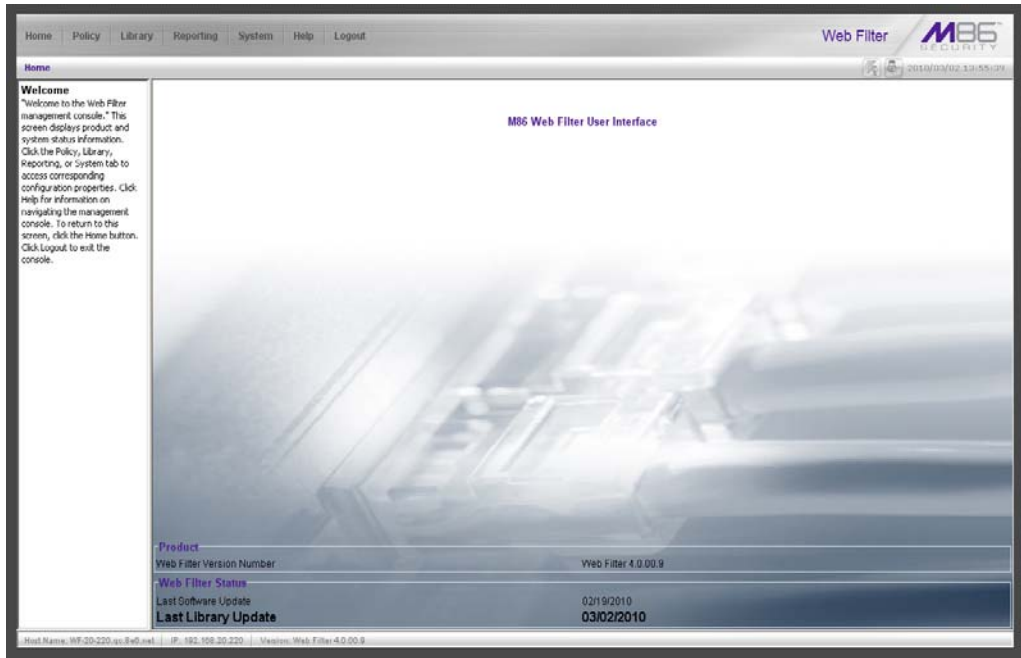 Home Policy Library Reporting System Help Logout
Web Filter
M86
SECURITY
Home
2010/03/02 13:55:39
Welcome
"Welcome to the Web Filter
management console." This
screen displays product and
system status information.
Click the Policy, Library,
Reporting, or System tab to
access corresponding
configuration properties. Click
Help for information on
navigating the management
console. To return to this
screen, click the Home button.
Click Logout to exit the
console.
M86 Web Filter User Interface
Product
Web Filter Version Number Web Filter 4.0.00.9
Web Filter Status
Last Software Update 02/19/2010
Last Library Update 03/02/2010
Host Name: WF-20-220.qc.8e6.net IP: 192.168.20.220 Version: Web Filter 4.0.00.9